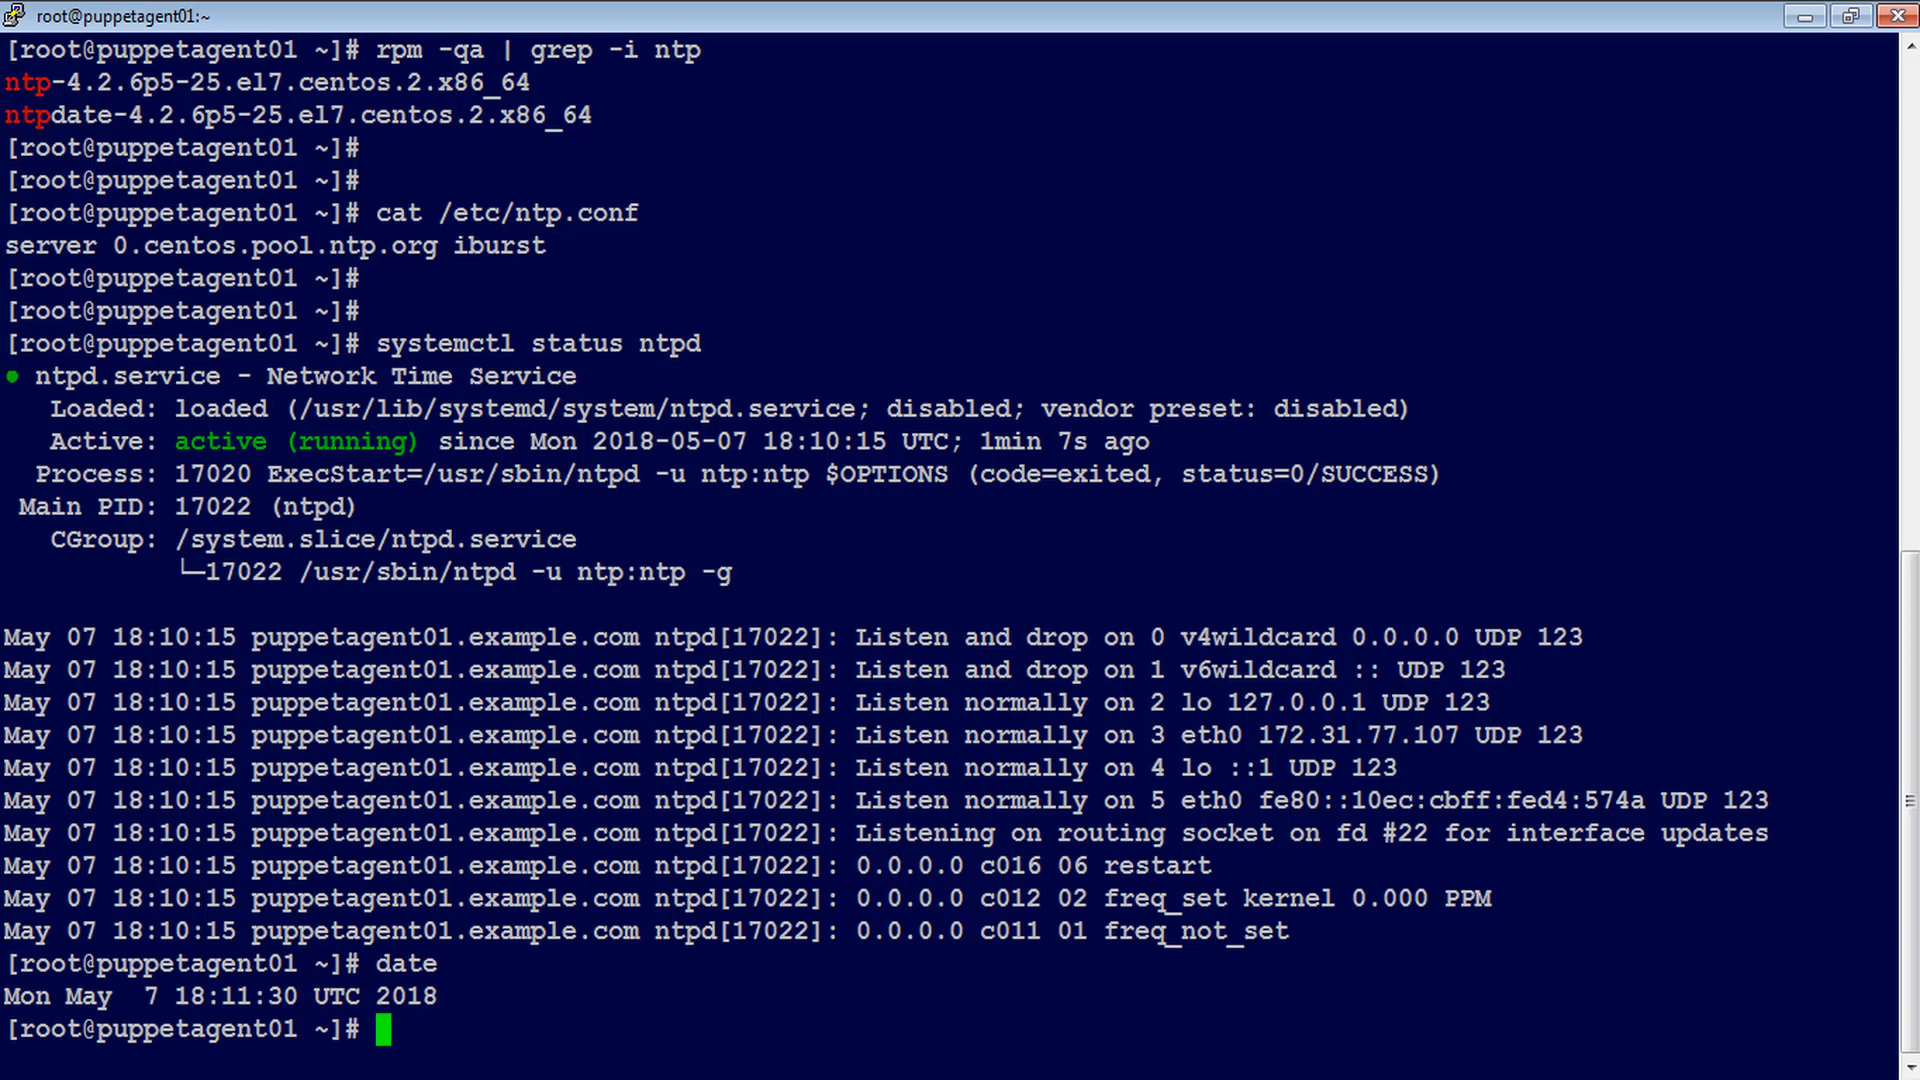 root@puppetagent01:~
[root@puppetagent01 ~]# rpm -qa | grep -i ntp
ntp-4.2.6p5-25.el7.centos.2.x86_64
ntpdate-4.2.6p5-25.el7.centos.2.x86_64
[root@puppetagent01 ~]#
[root@puppetagent01 ~]#
[root@puppetagent01 ~]# cat /etc/ntp.conf
server 0.centos.pool.ntp.org iburst
[root@puppetagent01 ~]#
[root@puppetagent01 ~]#
[root@puppetagent01 ~]# systemctl status ntpd
● ntpd.service - Network Time Service
   Loaded: loaded (/usr/lib/systemd/system/ntpd.service; disabled; vendor preset: disabled)
   Active: active (running) since Mon 2018-05-07 18:10:15 UTC; 1min 7s ago
  Process: 17020 ExecStart=/usr/sbin/ntpd -u ntp:ntp $OPTIONS (code=exited, status=0/SUCCESS)
 Main PID: 17022 (ntpd)
   CGroup: /system.slice/ntpd.service
           └─17022 /usr/sbin/ntpd -u ntp:ntp -g
May 07 18:10:15 puppetagent01.example.com ntpd[17022]: Listen and drop on 0 v4wildcard 0.0.0.0 UDP 123
May 07 18:10:15 puppetagent01.example.com ntpd[17022]: Listen and drop on 1 v6wildcard :: UDP 123
May 07 18:10:15 puppetagent01.example.com ntpd[17022]: Listen normally on 2 lo 127.0.0.1 UDP 123
May 07 18:10:15 puppetagent01.example.com ntpd[17022]: Listen normally on 3 eth0 172.31.77.107 UDP 123
May 07 18:10:15 puppetagent01.example.com ntpd[17022]: Listen normally on 4 lo ::1 UDP 123
May 07 18:10:15 puppetagent01.example.com ntpd[17022]: Listen normally on 5 eth0 fe80::10ec:cbff:fed4:574a UDP 123
May 07 18:10:15 puppetagent01.example.com ntpd[17022]: Listening on routing socket on fd #22 for interface updates
May 07 18:10:15 puppetagent01.example.com ntpd[17022]: 0.0.0.0 c016 06 restart
May 07 18:10:15 puppetagent01.example.com ntpd[17022]: 0.0.0.0 c012 02 freq_set kernel 0.000 PPM
May 07 18:10:15 puppetagent01.example.com ntpd[17022]: 0.0.0.0 c011 01 freq_not_set
[root@puppetagent01 ~]# date
Mon May  7 18:11:30 UTC 2018
[root@puppetagent01 ~]#